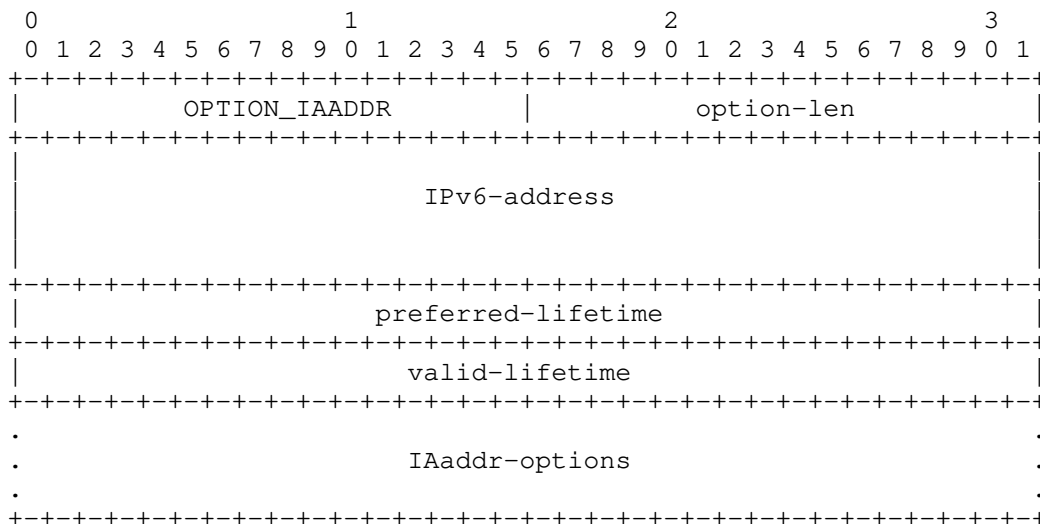 0                   1                   2                   3
 0 1 2 3 4 5 6 7 8 9 0 1 2 3 4 5 6 7 8 9 0 1 2 3 4 5 6 7 8 9 0 1
+-+-+-+-+-+-+-+-+-+-+-+-+-+-+-+-+-+-+-+-+-+-+-+-+-+-+-+-+-+-+-+-+
|          OPTION_IAADDR        |          option-len           |
+-+-+-+-+-+-+-+-+-+-+-+-+-+-+-+-+-+-+-+-+-+-+-+-+-+-+-+-+-+-+-+-+
|                                                               |
|                         IPv6-address                          |
|                                                               |
|                                                               |
+-+-+-+-+-+-+-+-+-+-+-+-+-+-+-+-+-+-+-+-+-+-+-+-+-+-+-+-+-+-+-+-+
|                      preferred-lifetime                       |
+-+-+-+-+-+-+-+-+-+-+-+-+-+-+-+-+-+-+-+-+-+-+-+-+-+-+-+-+-+-+-+-+
|                        valid-lifetime                         |
+-+-+-+-+-+-+-+-+-+-+-+-+-+-+-+-+-+-+-+-+-+-+-+-+-+-+-+-+-+-+-+-+
.                                                               .
.                        IAaddr-options                         .
.                                                               .
+-+-+-+-+-+-+-+-+-+-+-+-+-+-+-+-+-+-+-+-+-+-+-+-+-+-+-+-+-+-+-+-+